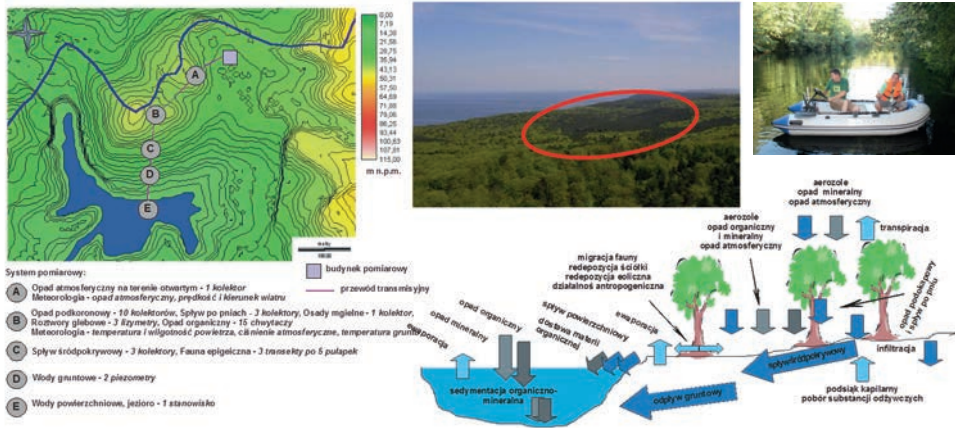 0,00
7,19
14,38
21,56
28,75
35,94
43,13
50,31
57,50
64,69
71,88
79,06
86,25
93,44
100,63
107,81
115,00
m n.p.m.
A
B
C
D
E
budynek pomiarowy
przewód transmisyjny
System pomiarowy:
A
Opad atmosferyczny na terenie otwartym - 1 kolektor
Meteorologia - opad atmosferyczny, prędkość i kierunek wiatru
B
Opad podkoronowy - 10 kolektorów, Spływ po pniach - 3 kolektory, Osady mgielne - 1 kolektor,
Roztwory glebowe - 3 lizymetry, Opad organiczny - 15 chwytaczy
Meteorologia - temperatura i wilgotność powietrza, ciśnienie atmosferyczne, temperatura gruntu
C
Spływ śródpokrywowy - 3 kolektory, Fauna epigeiczna - 3 transekty po 5 pułapek
D
Wody gruntowe - 2 piezometry
E
Wody powierzchniowe, jezioro - 1 stanowisko
aerozole
opad mineralny
opad atmosferyczny
aerozole
opad organiczny
i mineralny
opad atmosferyczny
transpiracja
migracja fauny
redepozycja ściółki
redepozycja eoliczna
działalność antropogeniczna
ewaporacja
opad mineralny
opad organiczny
spływ powierzchniowy
dostawa materii
organicznej
ewaporacja
opad podokapowy
i spływ po pniu
sedymentacja organiczno-
mineralna
spływ śródpokrywowy
infiltracja
odpływ gruntowy
podsiąk kapilarny
pobór substancji odżywczych